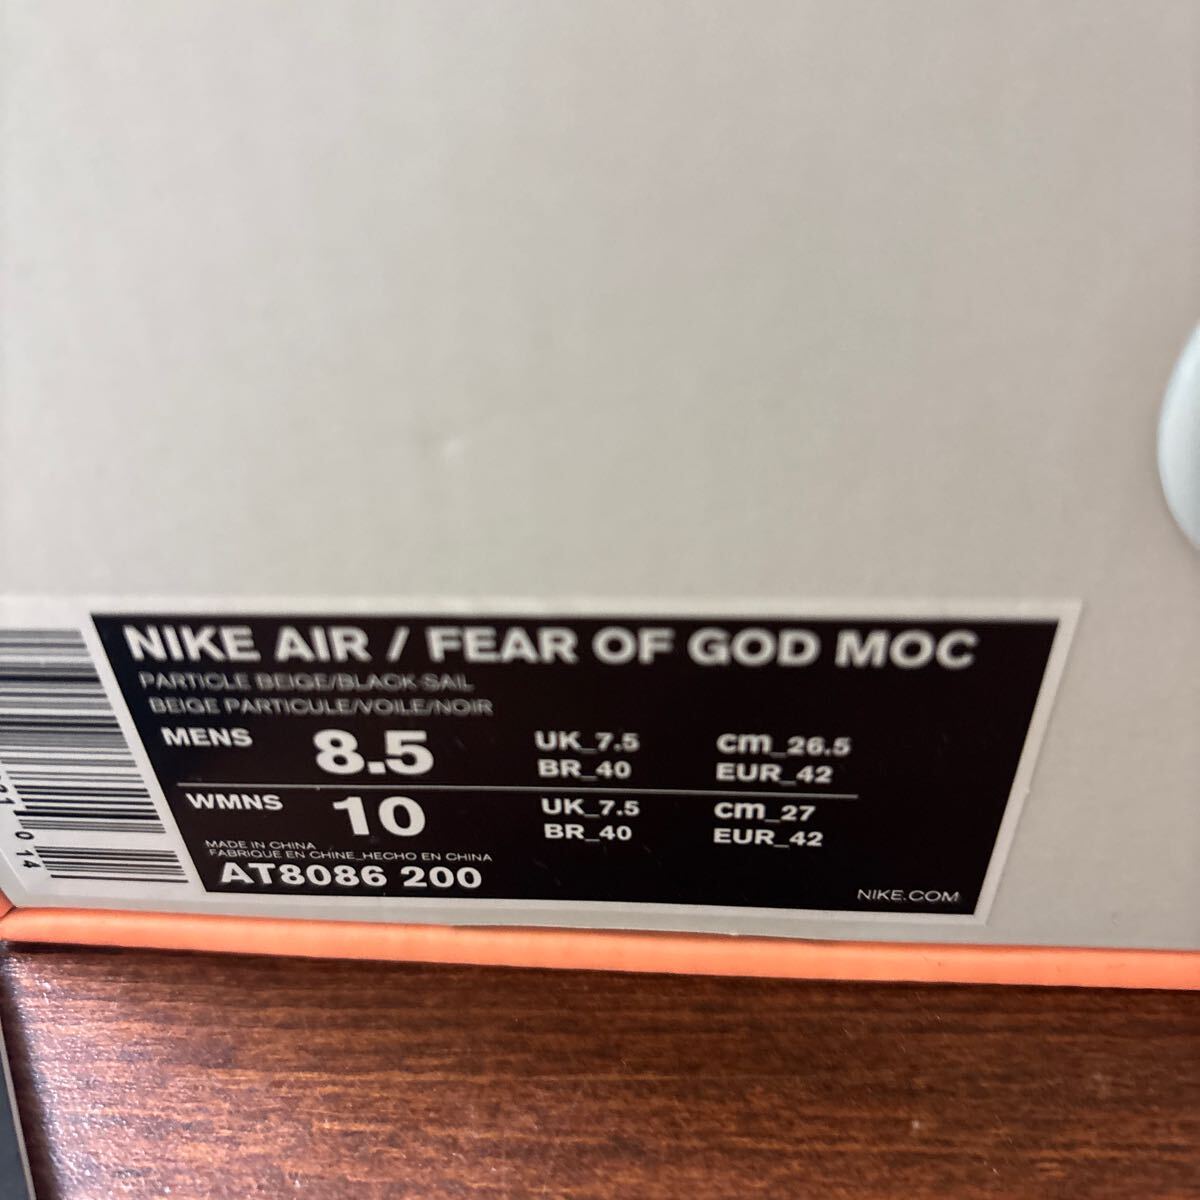 NIKE AIR / FEAR OF GOD MOC
PARTICLE BEIGE/BLACK-SAIL
BEIGE PARTICULE/VOILE/NOIR
MENS 8.5 UK_7.5 cm_26.5
BR_40 EUR_42
WMNS 10 UK_7.5 cm_27
BR_40 EUR_42
MADE IN CHINA
FABRIQUE EN CHINE_HECHO EN CHINA
AT8086 200
NIKE.COM